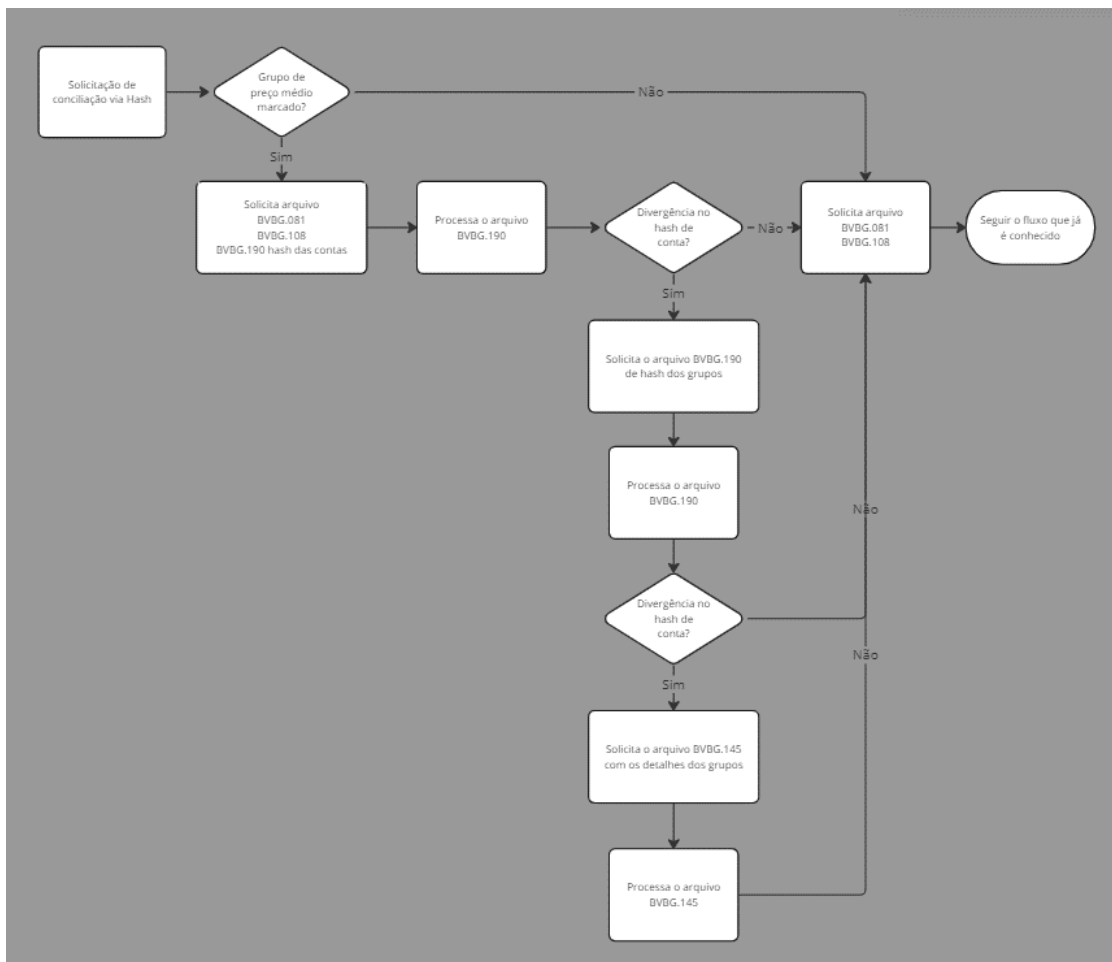 Solicitação de
conciliação via Hash
Grupo de
preço médio
marcado?
Não
Sim
Solicita arquivo
BVBG.081
BVBG.108
BVBG.190 hash das contas
Processa o arquivo
BVBG.190
Divergência no
hash de
conta?
Não
Solicita arquivo
BVBG.081
BVBG.108
Seguir o fluxo que já
é conhecido
Sim
Solicita o arquivo BVBG.190
de hash dos grupos
Processa o arquivo
BVBG.190
Não
Divergência no
hash de
conta?
Não
Sim
Solicita o arquivo BVBG.145
com os detalhes dos grupos
Processa o arquivo
BVBG.145